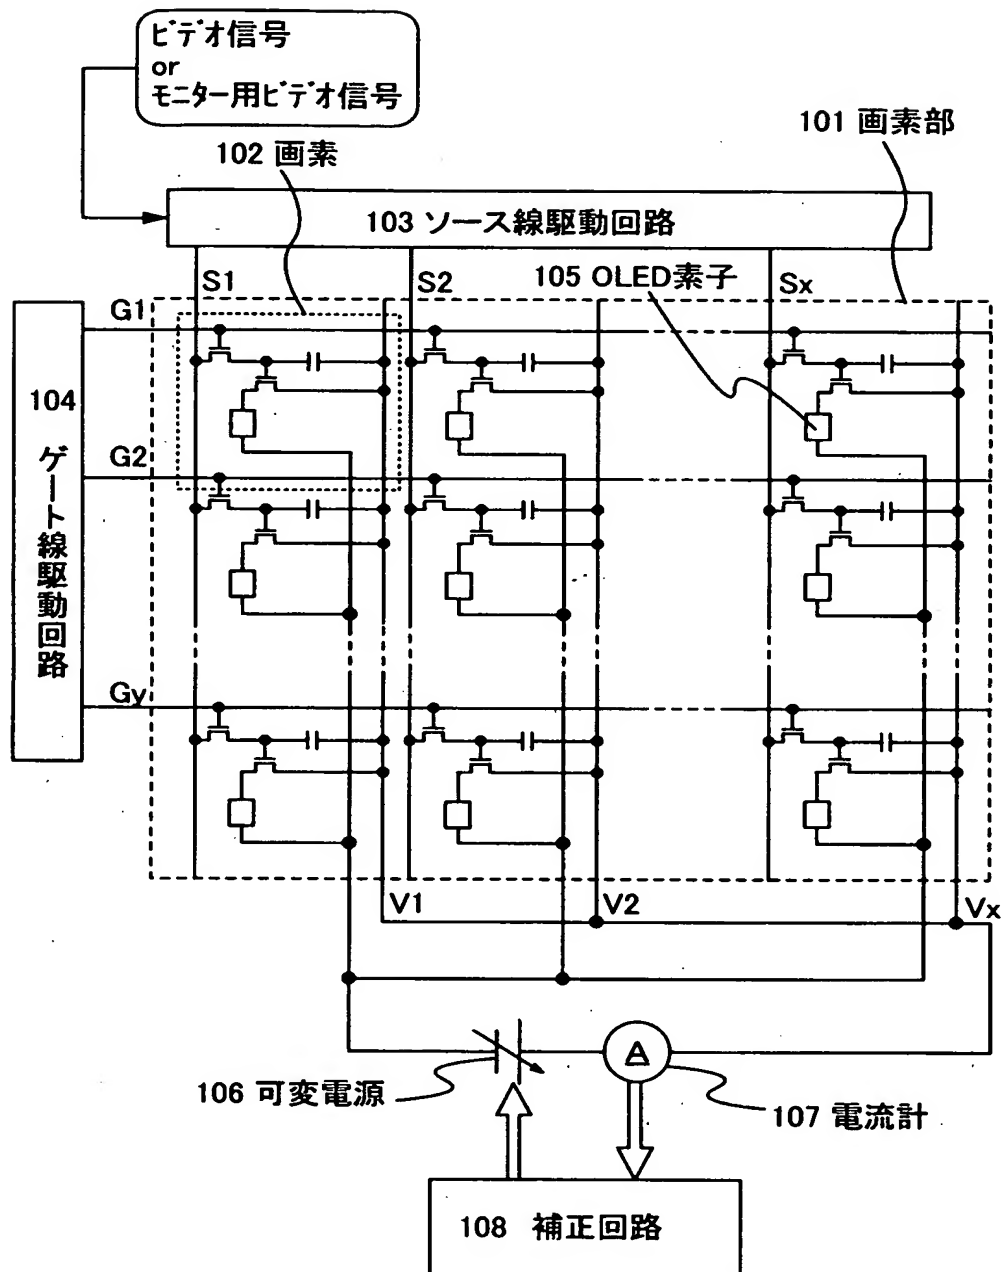 ビデオ信号
or
モニター用ビデオ信号
101 画素部
102 画素
103 ソース線駆動回路
S1
S2
105 OLED素子
Sx
G1
104 ゲート線駆動回路
G2
Gy
V1
V2
Vx
A
106 可変電源
107 電流計
108 補正回路